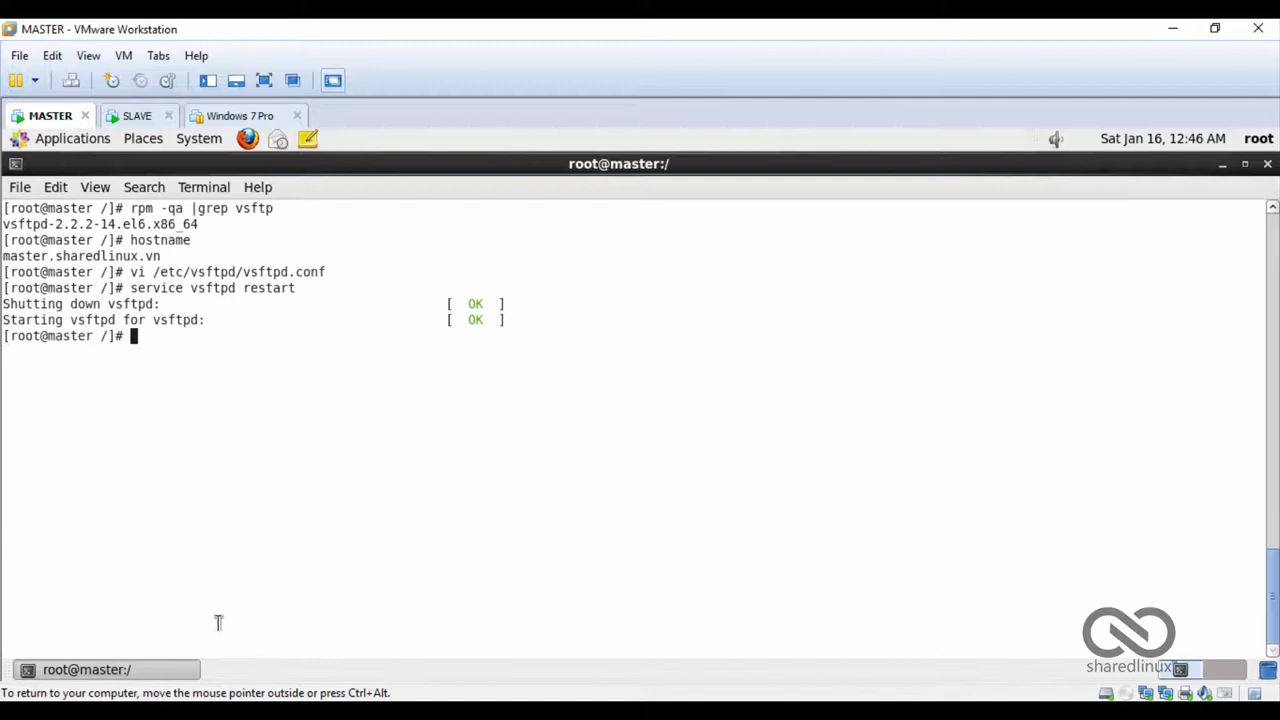 MASTER - VMware Workstation
File Edit View VM Tabs Help
MASTER SLAVE Windows 7 Pro
Applications Places System Sat Jan 16, 12:46 AM root
root@master:/
File Edit View Search Terminal Help
[root@master /]# rpm -qa |grep vsftp
vsftpd-2.2.2-14.el6.x86_64
[root@master /]# hostname
master.sharedlinux.vn
[root@master /]# vi /etc/vsftpd/vsftpd.conf
[root@master /]# service vsftpd restart
Shutting down vsftpd: [ OK ]
Starting vsftpd for vsftpd: [ OK ]
[root@master /]#
sharedlinux
root@master:/
To return to your computer, move the mouse pointer outside or press Ctrl+Alt.